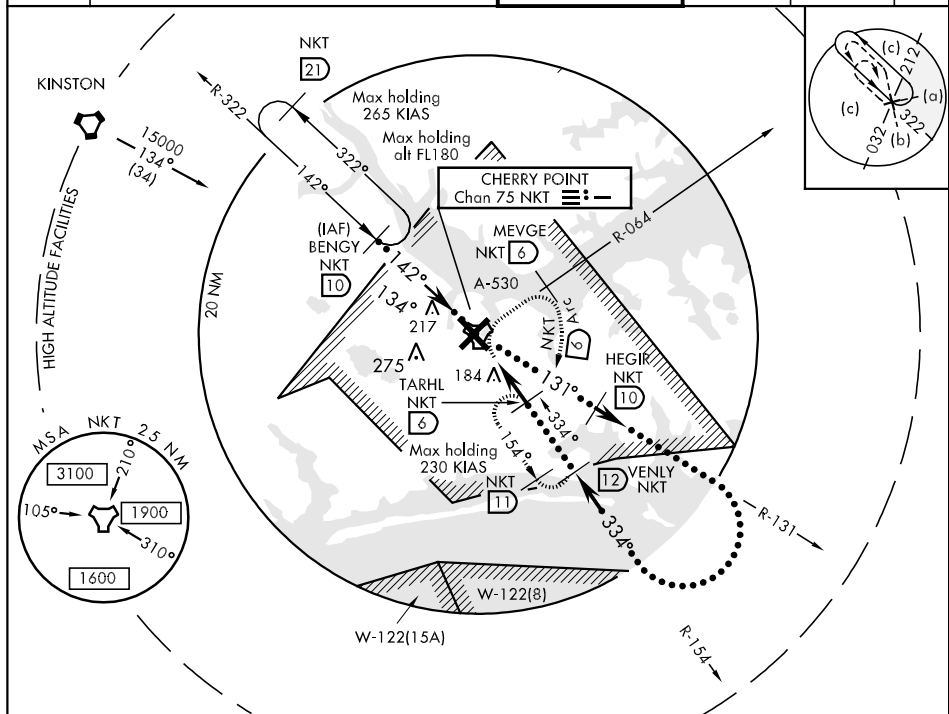 NKT
21
KINSTON
R-322
15000
134°
(34)
HIGH ALTITUDE FACILITIES
Max holding
265 KIAS
Max holding
alt FL180
322°
142°
CHERRY POINT
Chan 75 NKT
(IAF)
BENGY
NKT
10
142°
134°
20 NM
MEVGE
NKT 6
A-530
R-064
NKT 6 Arc
217
275
184
TARHL
NKT
6
HEGIR
NKT
10
131°
334°
154°
Max holding
230 KIAS
NKT
11
12 VENLY
NKT
334°
R-131
R-154
W-122(8)
W-122(15A)
MSA NKT 25 NM
3100
210°
105°
1900
310°
1600
(c)
212
(a)
(c)
322
(b)
032